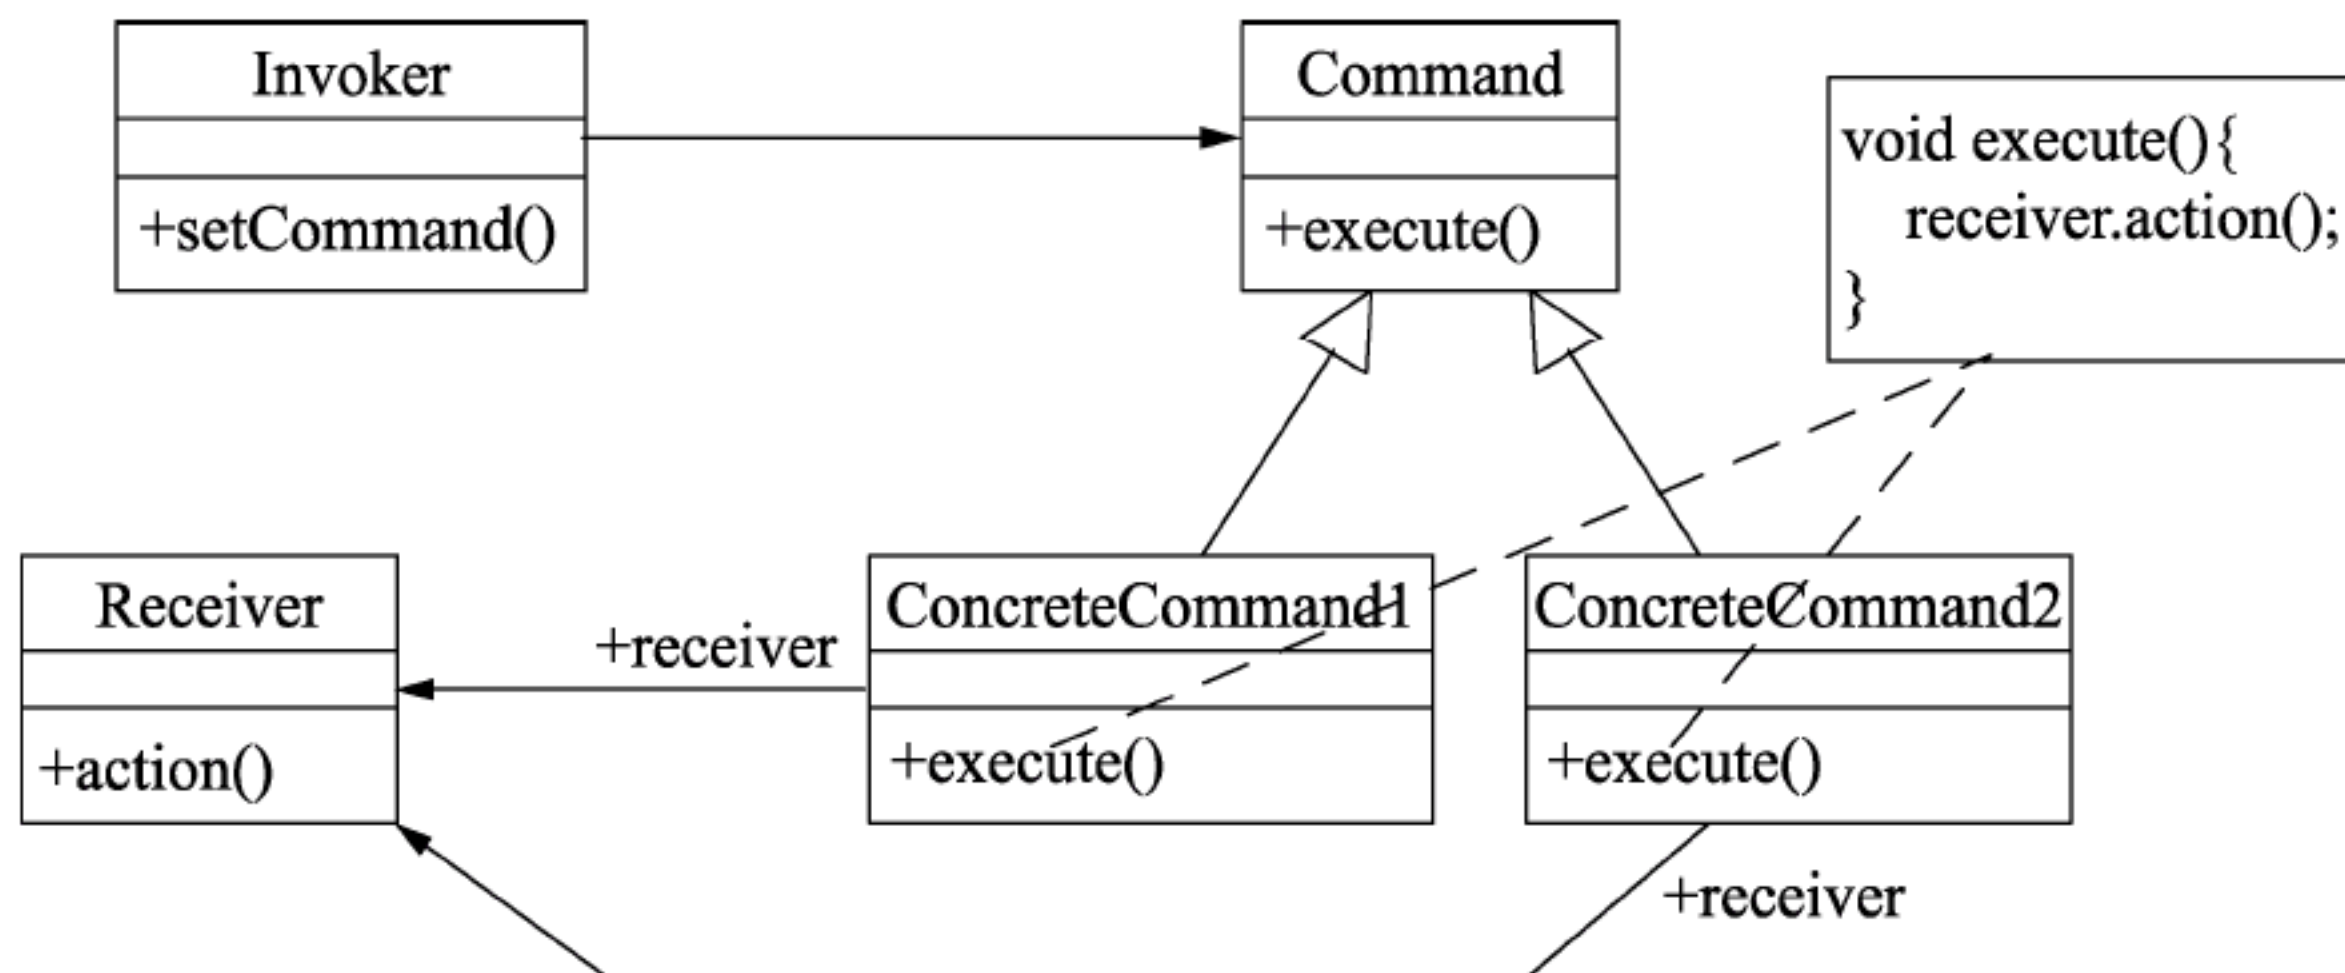 Invoker
+setCommand()
Command
+execute()
void execute(){
receiver.action();
}
Receiver
+action()
+receiver
ConcreteCommand1
+execute()
ConcreteCommand2
+execute()
+receiver